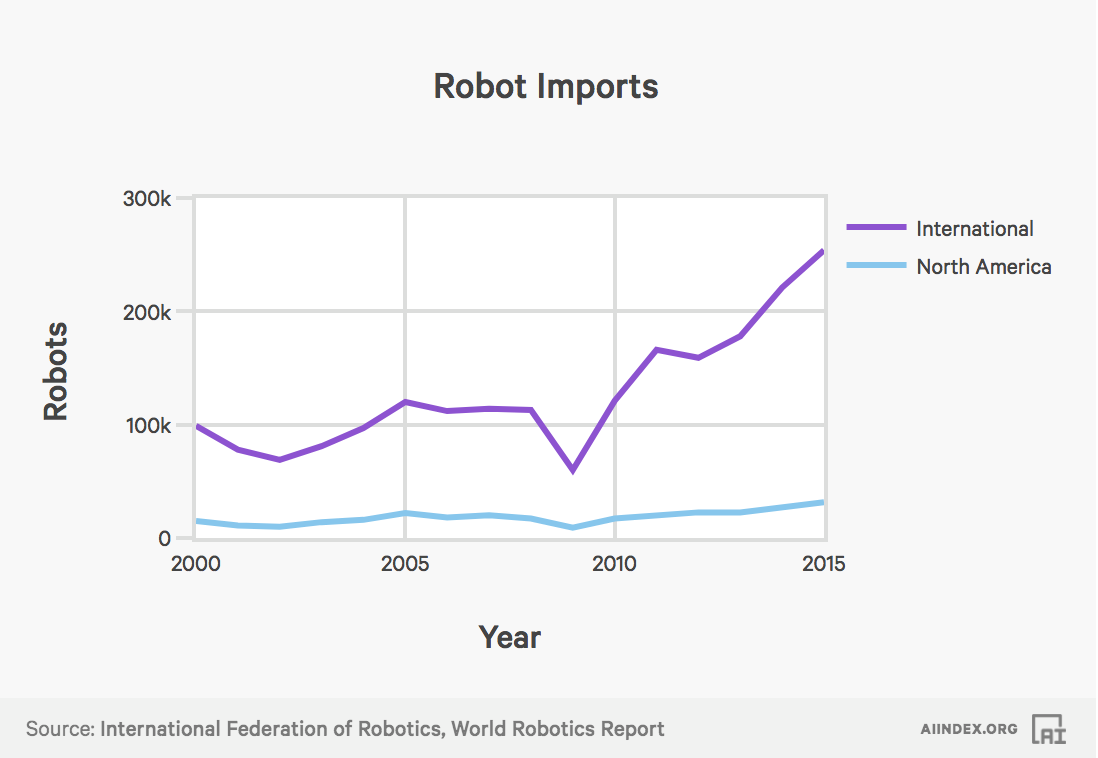 Robot Imports
300k
200k
100k
0
Robots
2000 2005 2010 2015
Year
International
North America
Source: International Federation of Robotics, World Robotics Report
AIINDEX.ORG
AI